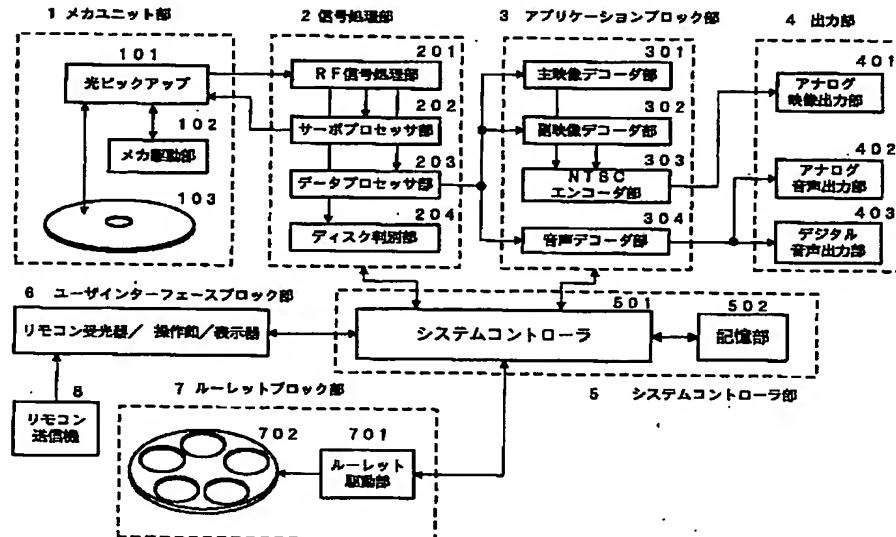 1 メカユニット部
2 信号処理部
3 アプリケーションブロック部
4 出力部
101
光ピックアップ
102
メカ駆動部
103
201
RF信号処理部
202
サーボプロセッサ部
203
データプロセッサ部
204
ディスク判別部
301
主映像デコーダ部
302
副映像デコーダ部
303
NTSC
エンコーダ部
304
音声デコーダ部
401
アナログ
映像出力部
402
アナログ
音声出力部
403
デジタル
音声出力部
6 ユーザインターフェースブロック部
リモコン受光器/操作部/表示器
501
システムコントローラ
502
記憶部
5 システムコントローラ部
8
リモコン
送信機
7 ルーレットブロック部
702
701
ルーレット
駆動部